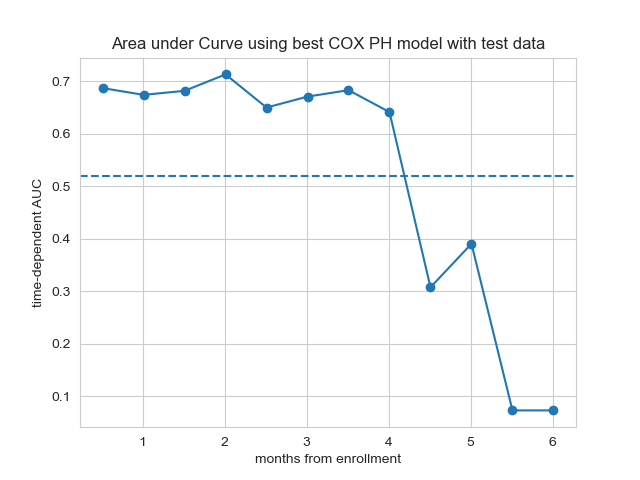 Area under Curve using best COX PH model with test data
time-dependent AUC
0.7
0.6
0.5
0.4
0.3
0.2
0.1
1 2 3 4 5 6
months from enrollment